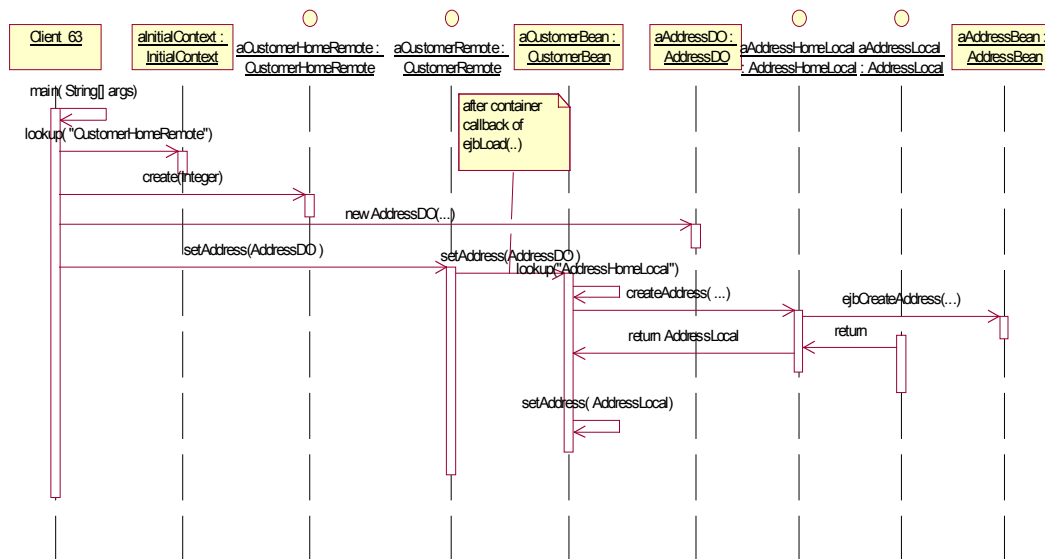 Client_63
aInitialContext :
InitialContext
aCustomerHomeRemote :
CustomerHomeRemote
aCustomerRemote :
CustomerRemote
aCustomerBean :
CustomerBean
aAddressDO :
AddressDO
aAddressHomeLocal
: AddressHomeLocal
aAddressLocal
: AddressLocal
aAddressBean :
AddressBean
main( String[] args)
after container
callback of
ejbLoad(..)
lookup( "CustomerHomeRemote")
create(Integer)
new AddressDO(...)
setAddress(AddressDO )
setAddress(AddressDO )
lookup("AddressHomeLocal")
createAddress( ...)
ejbCreateAddress(...)
return AddressLocal
return
setAddress( AddressLocal)